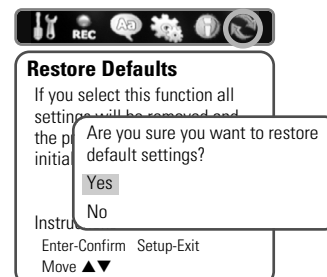 REC
Aa
Restore Defaults
If you select this function all
settings will be removed and
the
initial
Are you sure you want to restore
default settings?
Yes
No
Enter-Confirm Setup-Exit
Move ▲▼